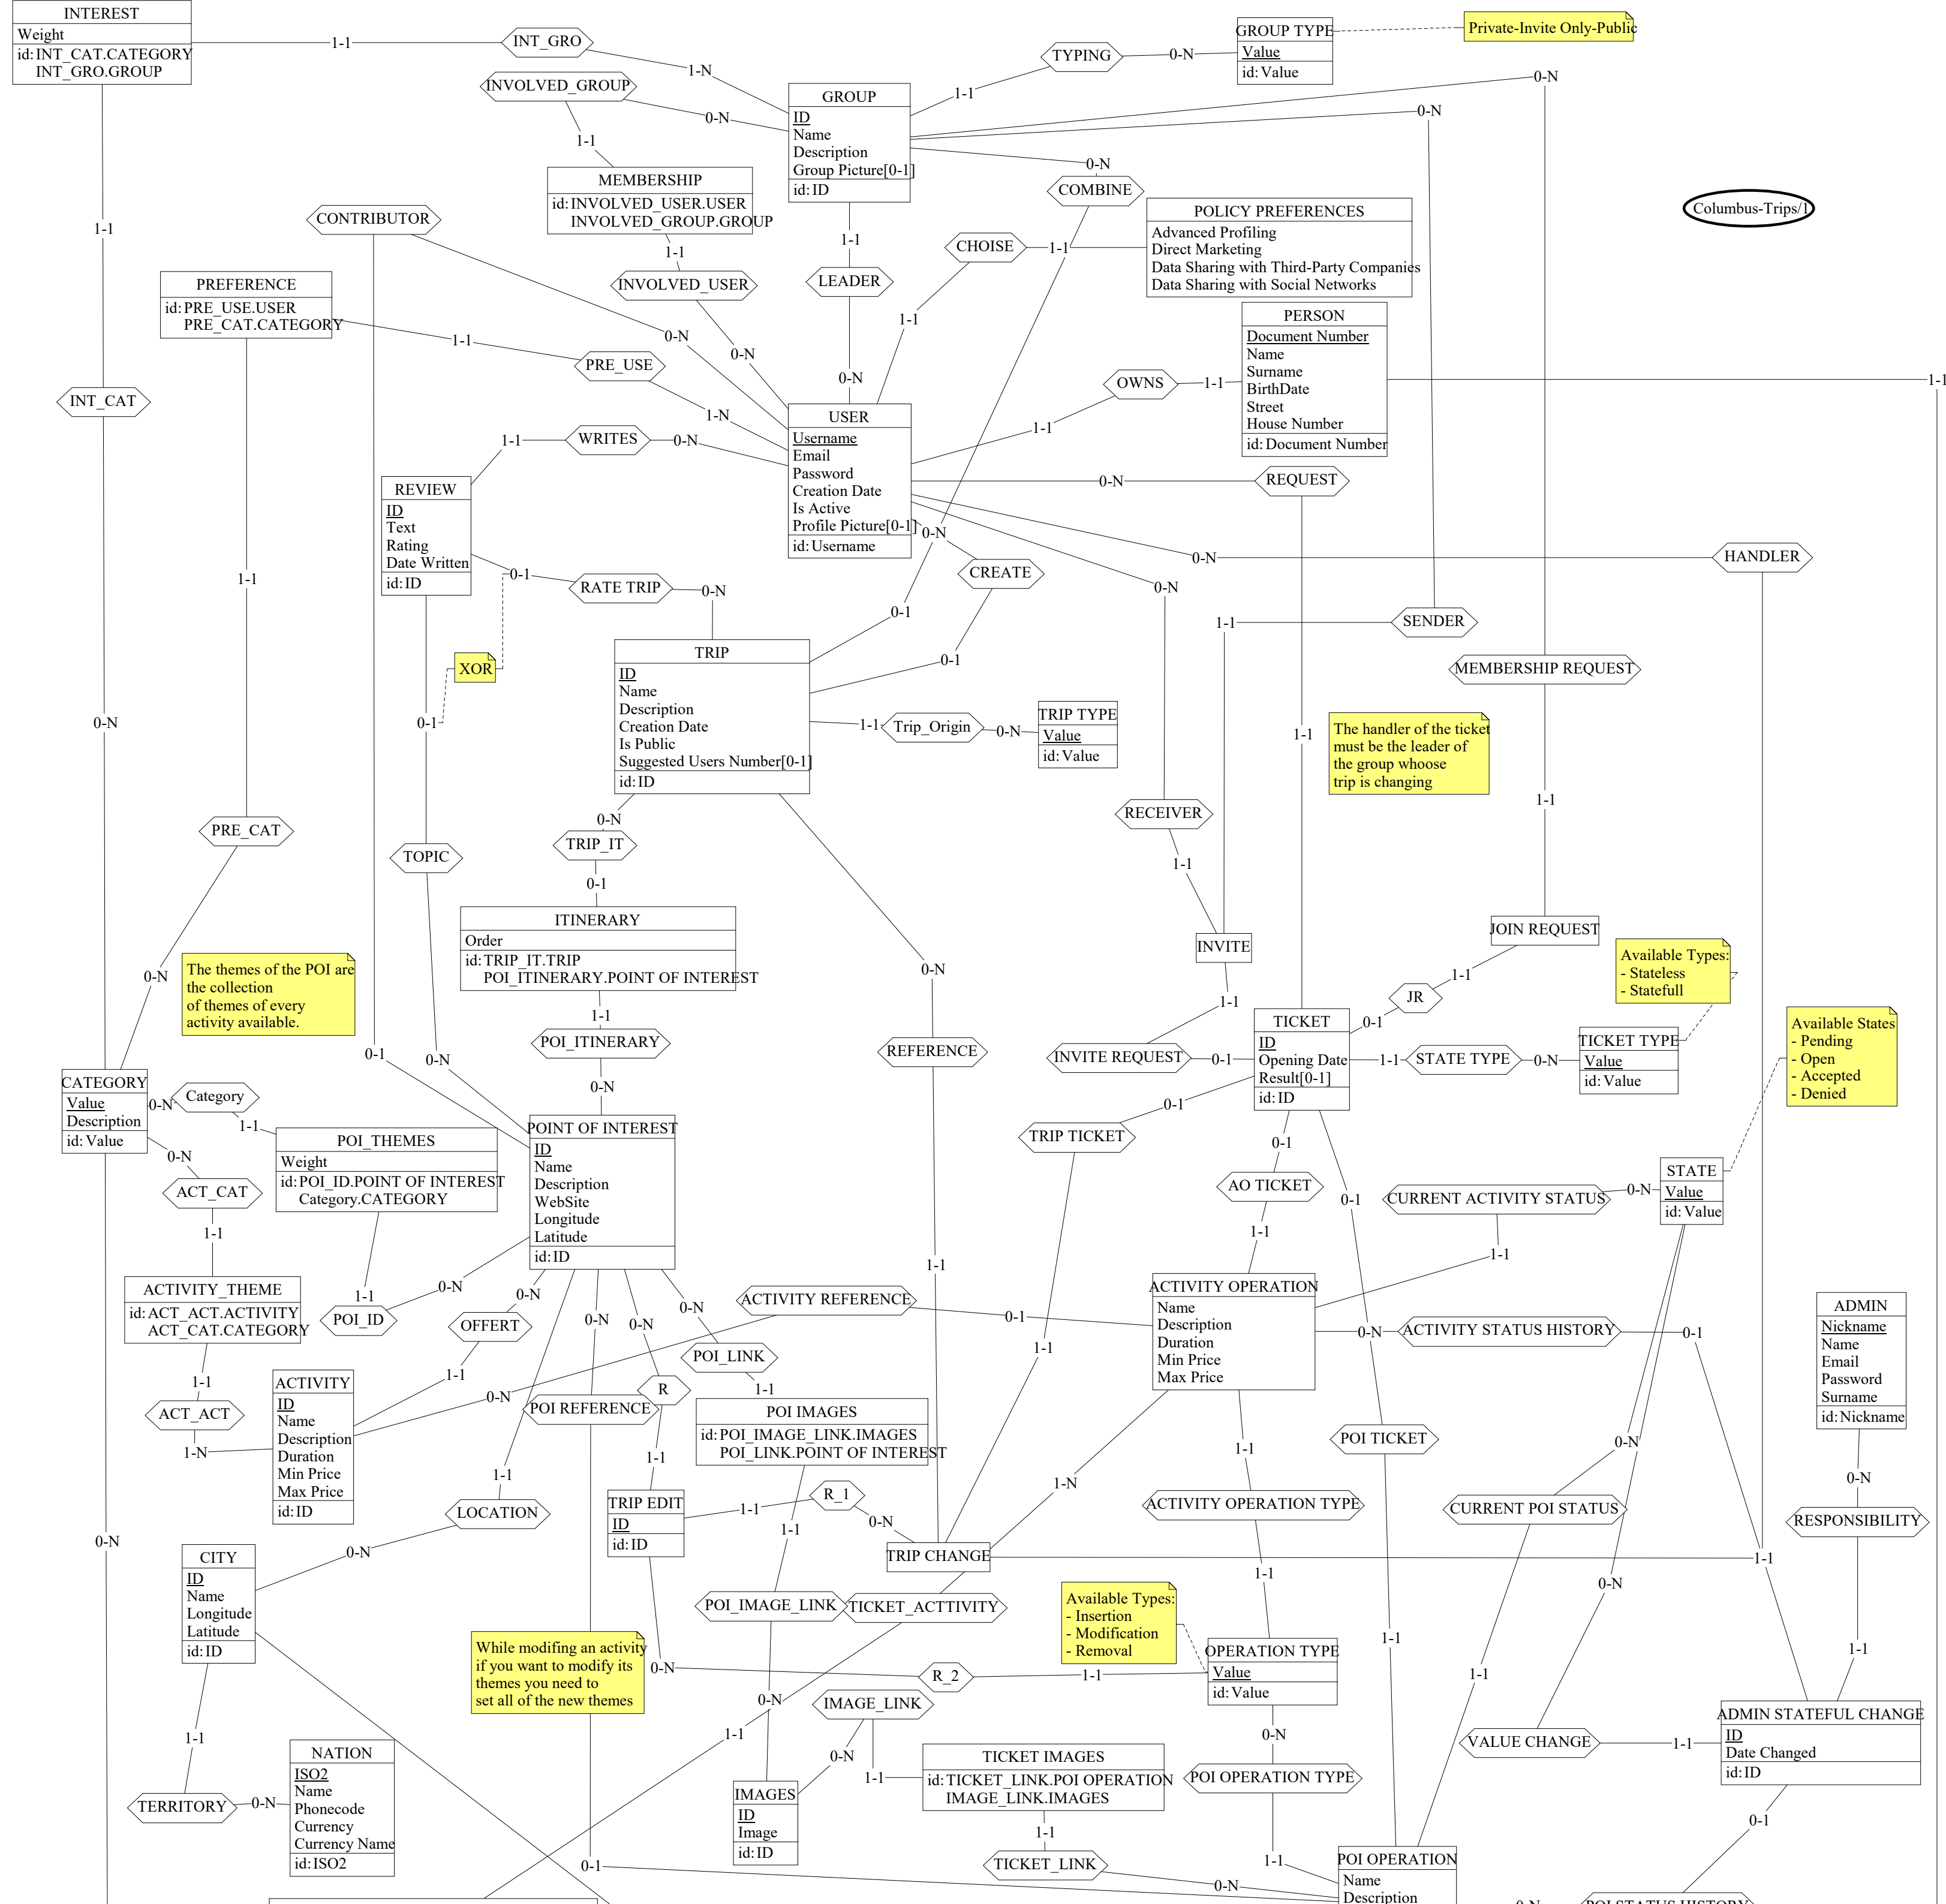 INTEREST
Weight
id: INT_CAT.CATEGORY
INT_GRO.GROUP
1-1
INT_GRO
1-N
INVOLVED_GROUP
0-N
1-1
GROUP
ID
Name
Description
Group Picture[0-1]
id: ID
TYPING
1-1
0-N
GROUP TYPE
Value
id: Value
Private-Invite Only-Public
0-N
0-N
0-N
COMBINE
MEMBERSHIP
id: INVOLVED_USER.USER
INVOLVED_GROUP.GROUP
1-1
INVOLVED_USER
0-N
1-1
LEADER
0-N
CHOISE
1-1
1-1
POLICY PREFERENCES
Advanced Profiling
Direct Marketing
Data Sharing with Third-Party Companies
Data Sharing with Social Networks
Columbus-Trips/1
1-1
CONTRIBUTOR
0-N
PREFERENCE
id: PRE_USE.USER
PRE_CAT.CATEGORY
1-1
PRE_USE
1-N
INT_CAT
PERSON
Document Number
Name
Surname
BirthDate
Street
House Number
id: Document Number
1-1
OWNS
1-1
1-1
USER
Username
Email
Password
Creation Date
Is Active
Profile Picture[0-1]
id: Username
1-1
WRITES
0-N
REVIEW
ID
Text
Rating
Date Written
id: ID
0-1
RATE TRIP
0-N
XOR
0-1
0-N
REQUEST
0-N
HANDLER
0-N
CREATE
0-N
0-1
0-1
1-1
SENDER
MEMBERSHIP REQUEST
1-1
0-N
TRIP
ID
Name
Description
Creation Date
Is Public
Suggested Users Number[0-1]
id: ID
1-1
Trip_Origin
0-N
TRIP TYPE
Value
id: Value
1-1
The handler of the ticket
must be the leader of
the group whoose
trip is changing
1-1
PRE_CAT
TOPIC
0-N
TRIP_IT
0-1
RECEIVER
1-1
ITINERARY
Order
id: TRIP_IT.TRIP
POI_ITINERARY.POINT OF INTEREST
1-1
POI_ITINERARY
0-N
0-N
The themes of the POI are
the collection
of themes of every
activity available.
0-1
0-N
0-N
REFERENCE
INVITE
1-1
INVITE REQUEST
0-1
JOIN REQUEST
1-1
JR
0-1
Available Types:
- Stateless
- Statefull
TICKET
ID
Opening Date
Result[0-1]
id: ID
1-1
STATE TYPE
0-N
TICKET TYPE
Value
id: Value
Available States
- Pending
- Open
- Accepted
- Denied
CATEGORY
Value
Description
id: Value
0-N
Category
1-1
0-N
ACT_CAT
1-1
POI_THEMES
Weight
id: POI_ID.POINT OF INTEREST
Category.CATEGORY
1-1
POI_ID
0-N
POINT OF INTEREST
ID
Name
Description
WebSite
Longitude
Latitude
id: ID
0-1
TRIP TICKET
0-1
AO TICKET
1-1
0-1
CURRENT ACTIVITY STATUS
0-N
1-1
STATE
Value
id: Value
1-1
ACTIVITY_THEME
id: ACT_ACT.ACTIVITY
ACT_CAT.CATEGORY
1-1
ACT_ACT
1-N
0-N
OFFERT
1-1
0-N
0-N
0-N
POI_LINK
1-1
ACTIVITY REFERENCE
0-1
0-N
ACTIVITY OPERATION
Name
Description
Duration
Min Price
Max Price
1-1
0-N
ACTIVITY STATUS HISTORY
0-1
ADMIN
Nickname
Name
Email
Password
Surname
id: Nickname
ACTIVITY
ID
Name
Description
Duration
Min Price
Max Price
id: ID
POI REFERENCE
R
1-1
POI IMAGES
id: POI_IMAGE_LINK.IMAGES
POI_LINK.POINT OF INTEREST
POI TICKET
0-N
0-N
1-1
LOCATION
0-N
TRIP EDIT
ID
id: ID
1-1
R_1
0-N
1-1
1-N
1-1
ACTIVITY OPERATION TYPE
1-1
CURRENT POI STATUS
RESPONSIBILITY
0-N
CITY
ID
Name
Longitude
Latitude
id: ID
TRIP CHANGE
1-1
0-N
POI_IMAGE_LINK
TICKET_ACTTIVITY
Available Types:
- Insertion
- Modification
- Removal
OPERATION TYPE
Value
id: Value
1-1
1-1
While modifing an activity
if you want to modify its
themes you need to
set all of the new themes
0-N
R_2
1-1
1-1
0-N
IMAGE_LINK
1-1
0-N
1-1
0-N
POI OPERATION TYPE
1-1
VALUE CHANGE
1-1
ADMIN STATEFUL CHANGE
ID
Date Changed
id: ID
1-1
TERRITORY
0-N
NATION
ISO2
Name
Phonecode
Currency
Currency Name
id: ISO2
IMAGES
ID
Image
id: ID
TICKET IMAGES
id: TICKET_LINK.POI OPERATION
IMAGE_LINK.IMAGES
1-1
TICKET_LINK
0-N
0-1
0-1
POI OPERATION
Name
Description
0-N
POI STATUS HISTORY